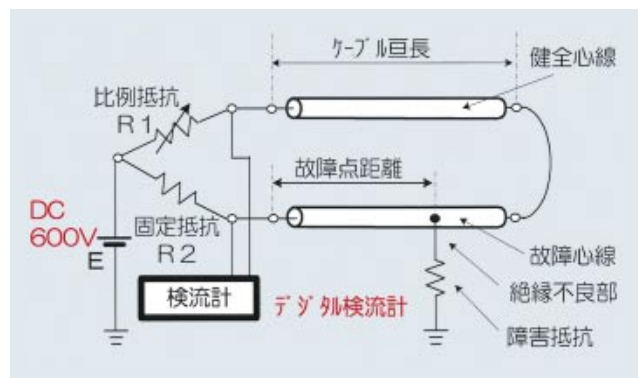 ケーブル亘長
健全心線
比例抵抗
R1
故障点距離
DC
600V
E
固定抵抗
R2
故障心線
検流計
デジタル検流計
絶縁不良部
障害抵抗